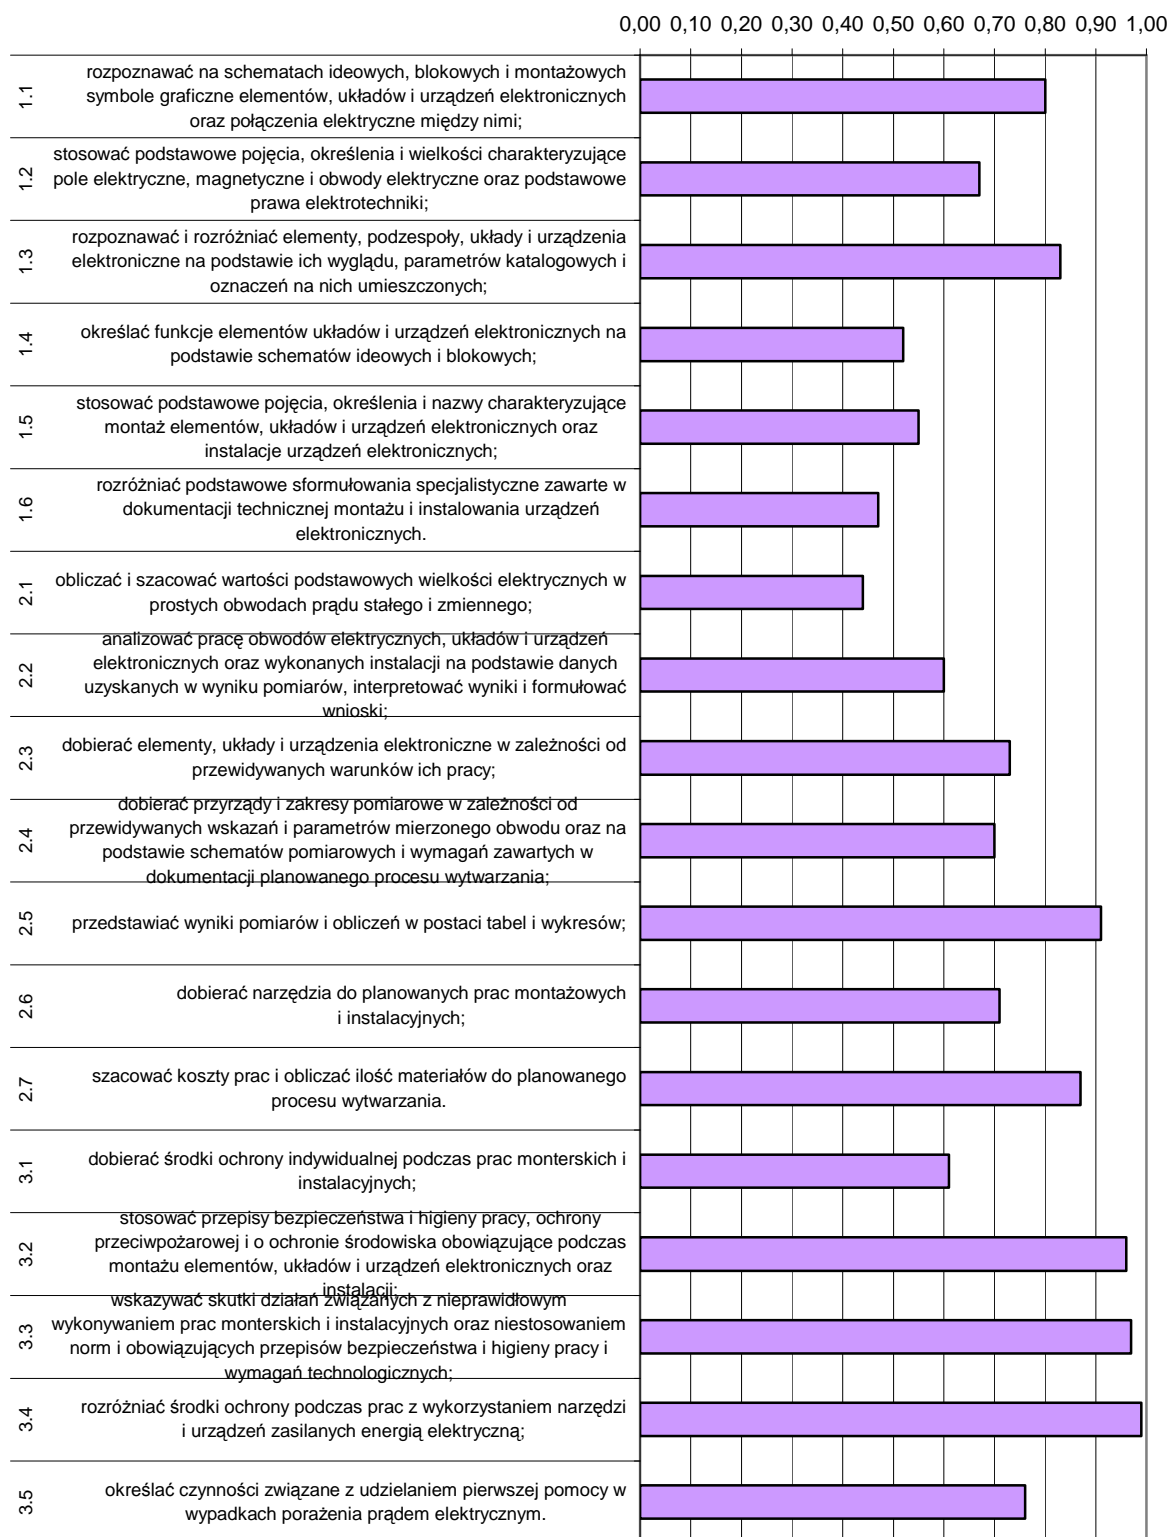 0,00 0,10 0,20 0,30 0,40 0,50 0,60 0,70 0,80 0,90 1,00
1.1
rozpoznawać na schematach ideowych, blokowych i montażowych
symbole graficzne elementów, układów i urządzeń elektronicznych
oraz połączenia elektryczne między nimi;
1.2
stosować podstawowe pojęcia, określenia i wielkości charakteryzujące
pole elektryczne, magnetyczne i obwody elektryczne oraz podstawowe
prawa elektrotechniki;
1.3
rozpoznawać i rozróżniać elementy, podzespoły, układy i urządzenia
elektroniczne na podstawie ich wyglądu, parametrów katalogowych i
oznaczeń na nich umieszczonych;
1.4
określać funkcje elementów układów i urządzeń elektronicznych na
podstawie schematów ideowych i blokowych;
1.5
stosować podstawowe pojęcia, określenia i nazwy charakteryzujące
montaż elementów, układów i urządzeń elektronicznych oraz
instalacje urządzeń elektronicznych;
1.6
rozróżniać podstawowe sformułowania specjalistyczne zawarte w
dokumentacji technicznej montażu i instalowania urządzeń
elektronicznych.
2.1
obliczać i szacować wartości podstawowych wielkości elektrycznych w
prostych obwodach prądu stałego i zmiennego;
2.2
analizować pracę obwodów elektrycznych, układów i urządzeń
elektronicznych oraz wykonanych instalacji na podstawie danych
uzyskanych w wyniku pomiarów, interpretować wyniki i formułować
wnioski;
2.3
dobierać elementy, układy i urządzenia elektroniczne w zależności od
przewidywanych warunków ich pracy;
2.4
dobierać przyrządy i zakresy pomiarowe w zależności od
przewidywanych wskazań i parametrów mierzonego obwodu oraz na
podstawie schematów pomiarowych i wymagań zawartych w
dokumentacji planowanego procesu wytwarzania;
2.5
przedstawiać wyniki pomiarów i obliczeń w postaci tabel i wykresów;
2.6
dobierać narzędzia do planowanych prac montażowych
i instalacyjnych;
2.7
szacować koszty prac i obliczać ilość materiałów do planowanego
procesu wytwarzania.
3.1
dobierać środki ochrony indywidualnej podczas prac monterskich i
instalacyjnych;
3.2
stosować przepisy bezpieczeństwa i higieny pracy, ochrony
przeciwpożarowej i o ochronie środowiska obowiązujące podczas
montażu elementów, układów i urządzeń elektronicznych oraz
instalacji;
3.3
wskazywać skutki działań związanych z nieprawidłowym
wykonywaniem prac monterskich i instalacyjnych oraz niestosowaniem
norm i obowiązujących przepisów bezpieczeństwa i higieny pracy i
wymagań technologicznych;
3.4
rozróżniać środki ochrony podczas prac z wykorzystaniem narzędzi
i urządzeń zasilanych energią elektryczną;
3.5
określać czynności związane z udzielaniem pierwszej pomocy w
wypadkach porażenia prądem elektrycznym.